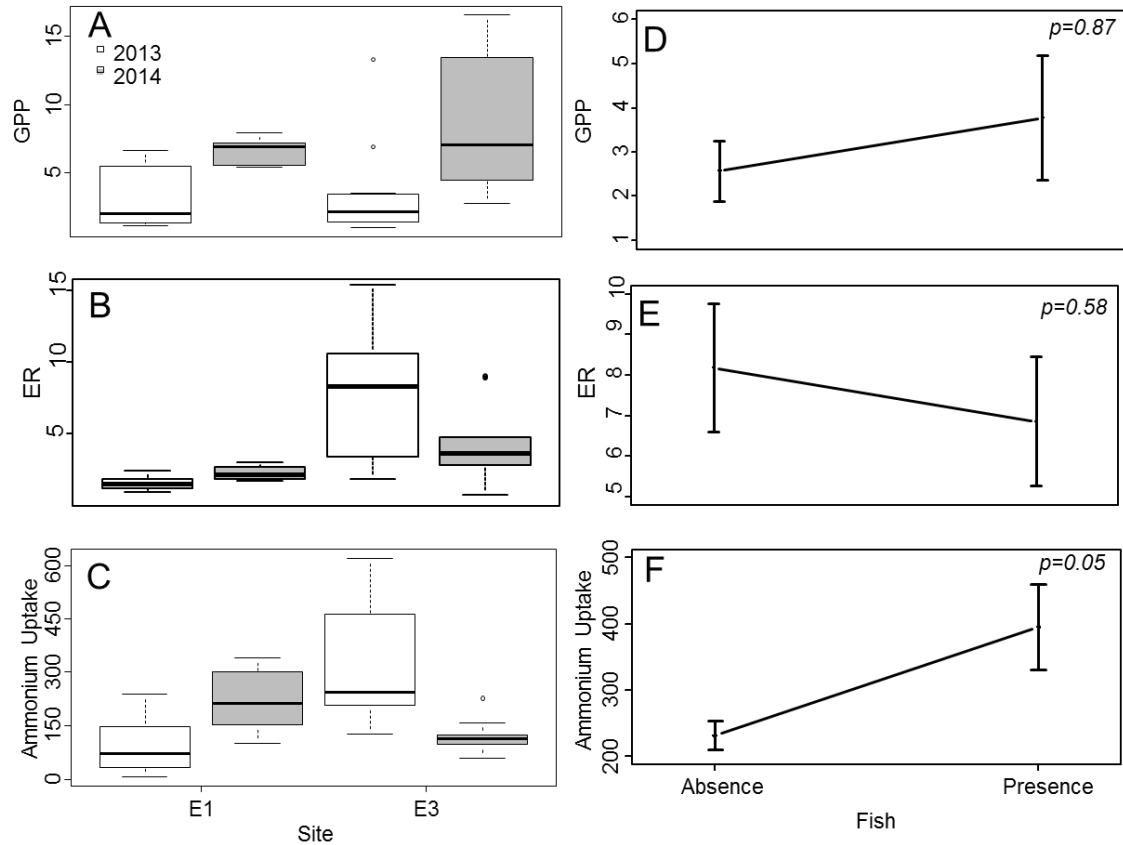 A
2013
2014
GPP
5
10
15
D
p=0.87
GPP
1
2
3
4
5
6
B
ER
5
10
15
E
p=0.58
ER
5
6
7
8
9
10
C
Ammonium Uptake
0
150
300
450
600
E1
E3
Site
F
p=0.05
Ammonium Uptake
200
300
400
500
Absence
Presence
Fish